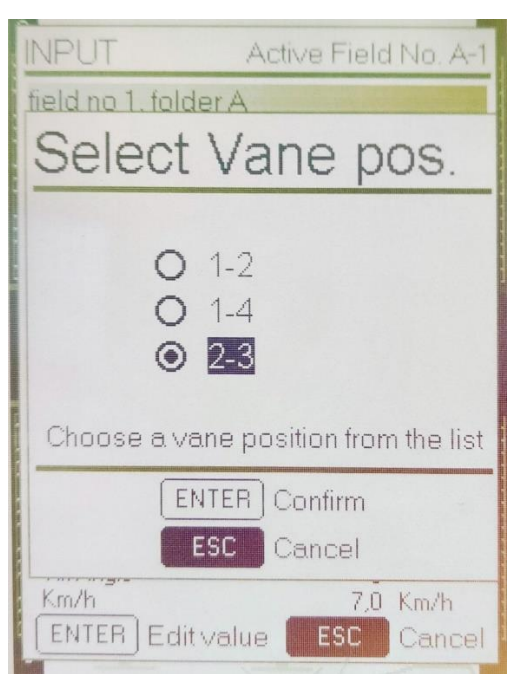 INPUT Active Field No. A-1
field no 1, folder A
Select Vane pos.
1-2
1-4
2-3
Choose a vane position from the list
ENTER Confirm
ESC Cancel
Km/h 7,0 Km/h
ENTER Edit value ESC Cancel